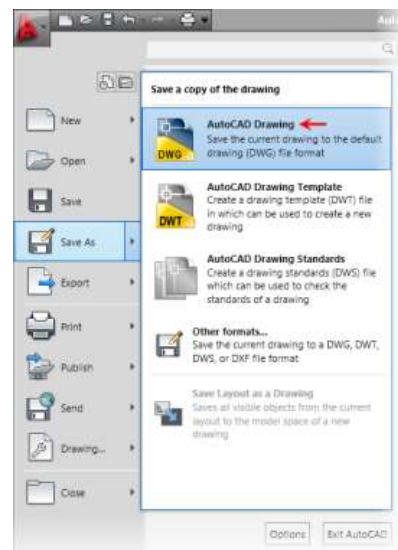 Au
Save a copy of the drawing
New
Open
Save
Save As
Export
Print
Publish
Send
Drawing...
Close
AutoCAD Drawing
Save the current drawing to the default
drawing (DWG) file format
DWG
AutoCAD Drawing Template
Create a drawing template (DWT) file
in which can be used to create a new
drawing
DWT
AutoCAD Drawing Standards
Create a drawing standards (DWS) file
which can be used to check the
standards of a drawing
Other formats...
Save the current drawing to a DWG, DWT,
DWS, or DXF file format
Save Layout as a Drawing
Saves all visible objects from the current
layout to the model space of a new
drawing
Options
Exit AutoCAD